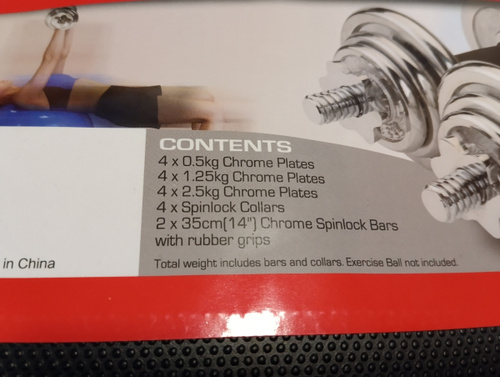 CONTENTS
4 x 0.5kg Chrome Plates
4 x 1.25kg Chrome Plates
4 x 2.5kg Chrome Plates
4 x Spinlock Collars
2 x 35cm(14") Chrome Spinlock Bars
with rubber grips
in China
Total weight includes bars and collars. Exercise Ball not included.